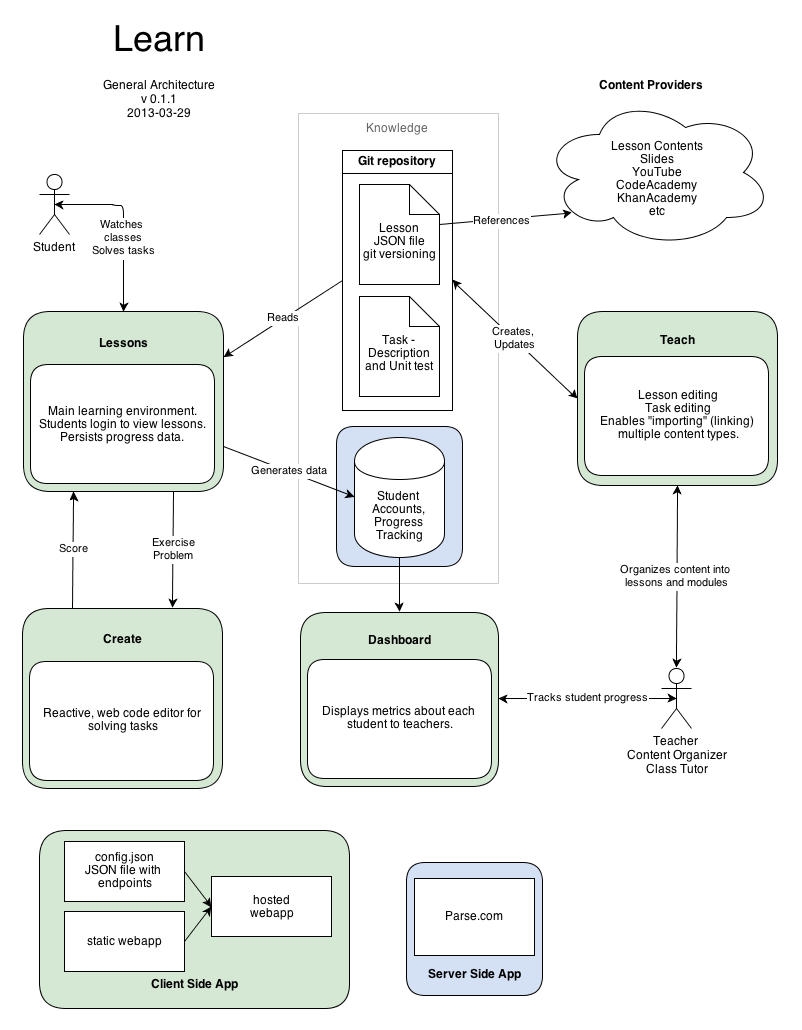 Learn
General Architecture
v 0.1.1
2013-03-29
Content Providers
Knowledge
Git repository
Lesson Contents
Slides
YouTube
CodeAcademy
KhanAcademy
etc
Lesson
JSON file
git versioning
References
Student
Watches
classes
Solves tasks
Reads
Creates,
Updates
Task -
Description
and Unit test
Lessons
Main learning environment.
Students login to view lessons.
Persists progress data.
Teach
Lesson editing
Task editing
Enables "importing" (linking)
multiple content types.
Generates data
Student
Accounts,
Progress
Tracking
Score
Exercise
Problem
Organizes content into
lessons and modules
Create
Reactive, web code editor for
solving tasks
Dashboard
Displays metrics about each
student to teachers.
Tracks student progress
Teacher
Content Organizer
Class Tutor
config.json
JSON file with
endpoints
static webapp
hosted
webapp
Client Side App
Parse.com
Server Side App